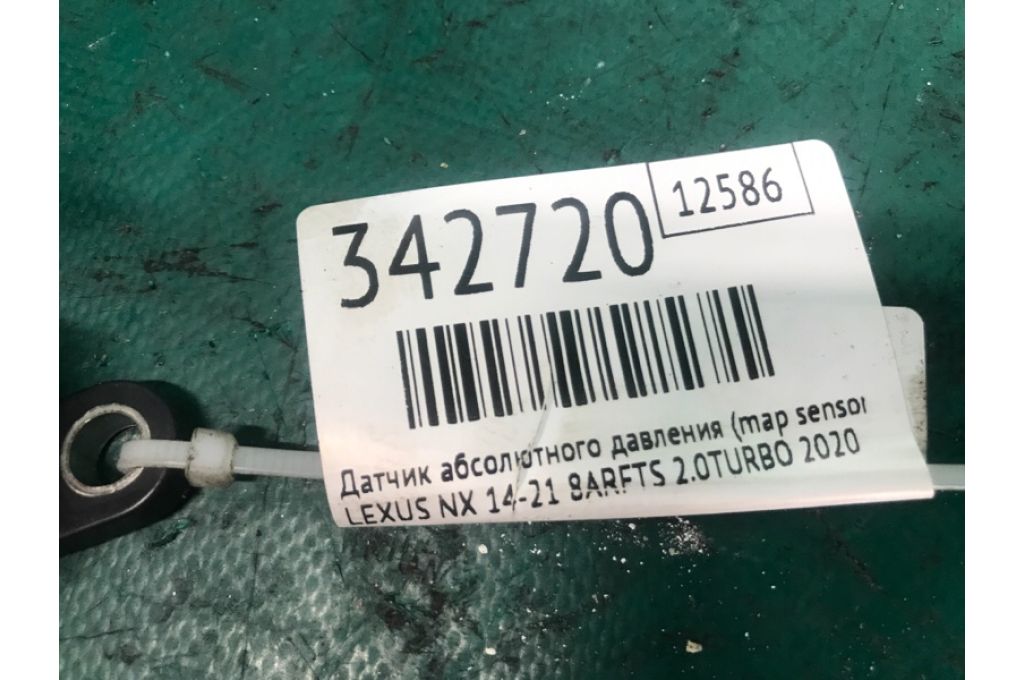 342720
12586
Датчик абсолютного давления (map sensor
LEXUS NX 14-21 8ARFTS 2.0TURBO 2020